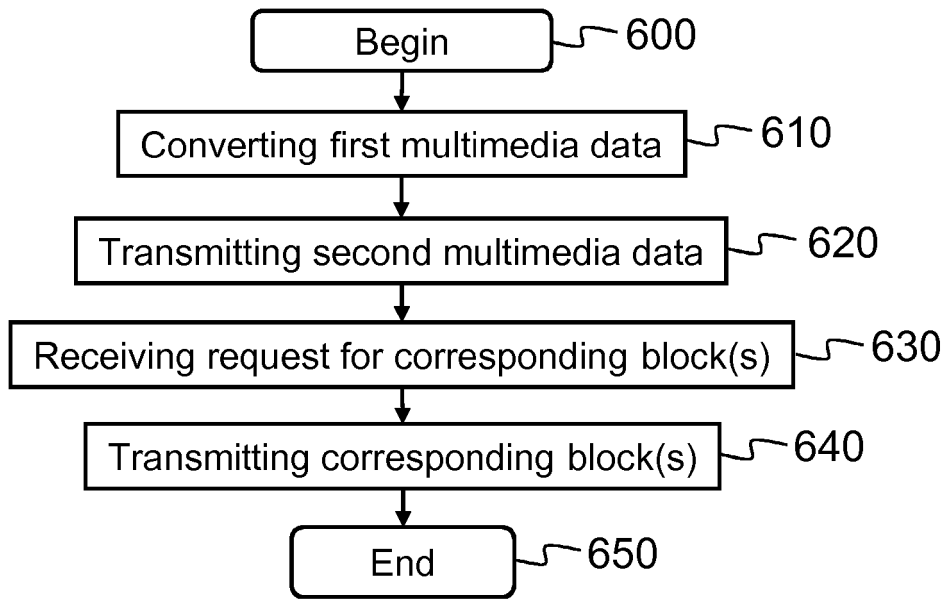 Begin 600
Converting first multimedia data 610
Transmitting second multimedia data 620
Receiving request for corresponding block(s) 630
Transmitting corresponding block(s) 640
End 650